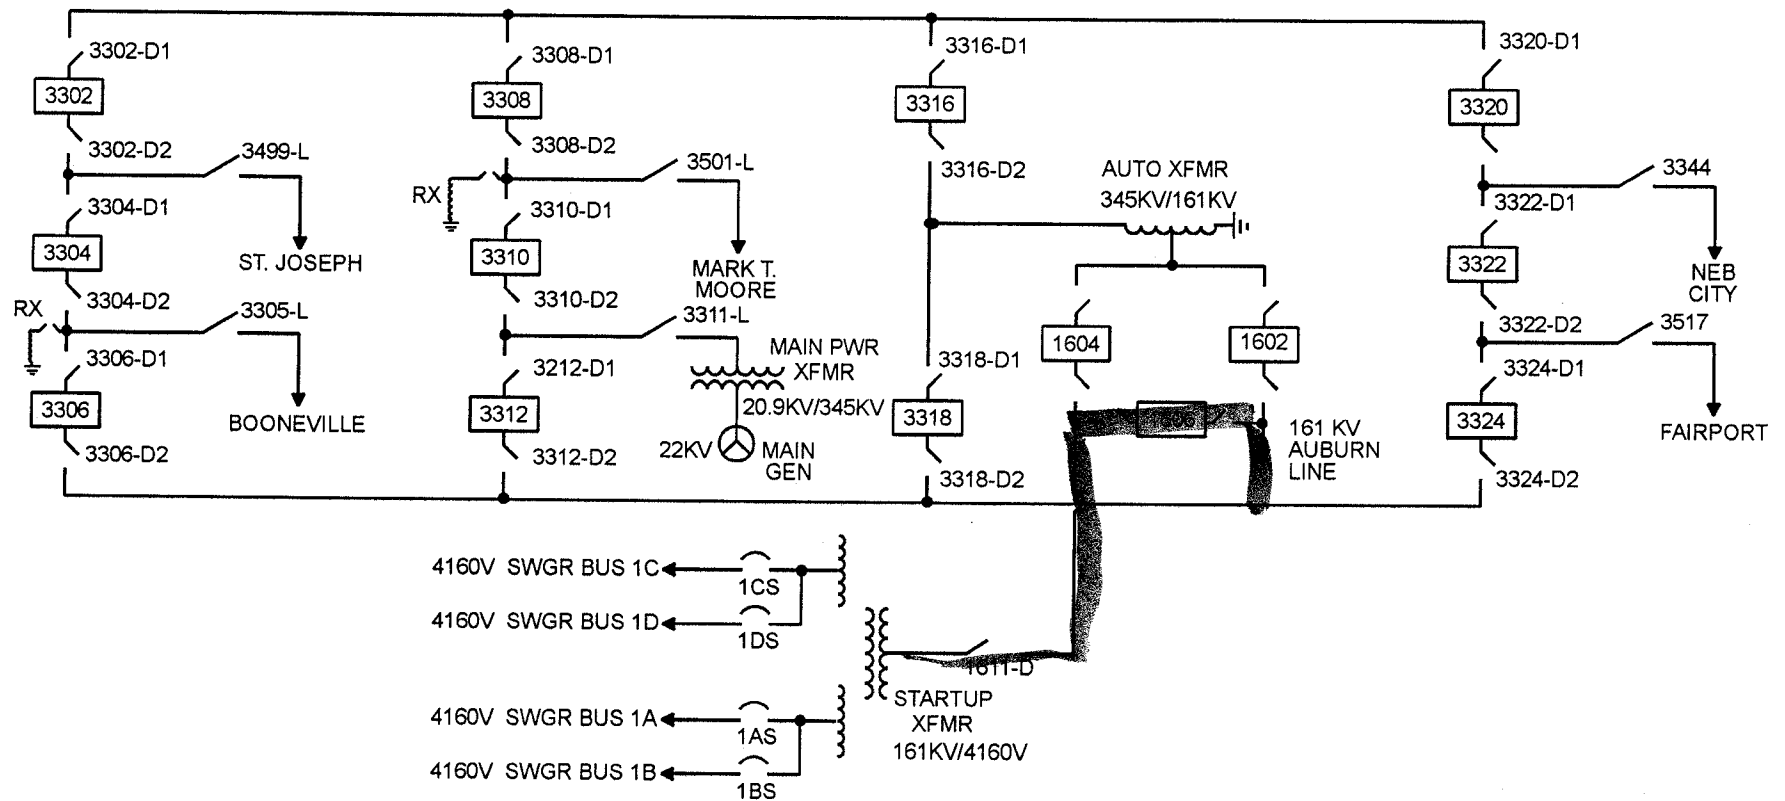 3302-D1
3302
3302-D2
3499-L
3304-D1
3304
ST. JOSEPH
3304-D2
RX
3305-L
3306-D1
3306
BOONEVILLE
3306-D2
3308-D1
3308
3308-D2
3501-L
RX
3310-D1
3310
MARK T.
MOORE
3310-D2
3311-L
MAIN PWR
XFMR
3212-D1
20.9KV/345KV
3312
22KV
MAIN
GEN
3312-D2
3316-D1
3316
3316-D2
AUTO XFMR
345KV/161KV
1604
1602
3318-D1
3318
3318-D2
161 KV
AUBURN
LINE
3320-D1
3320
3344
3322-D1
3322
NEB
CITY
3322-D2
3517
3324-D1
3324
FAIRPORT
3324-D2
4160V SWGR BUS 1C
1CS
4160V SWGR BUS 1D
1DS
1611-D
STARTUP
XFMR
161KV/4160V
4160V SWGR BUS 1A
1AS
4160V SWGR BUS 1B
1BS